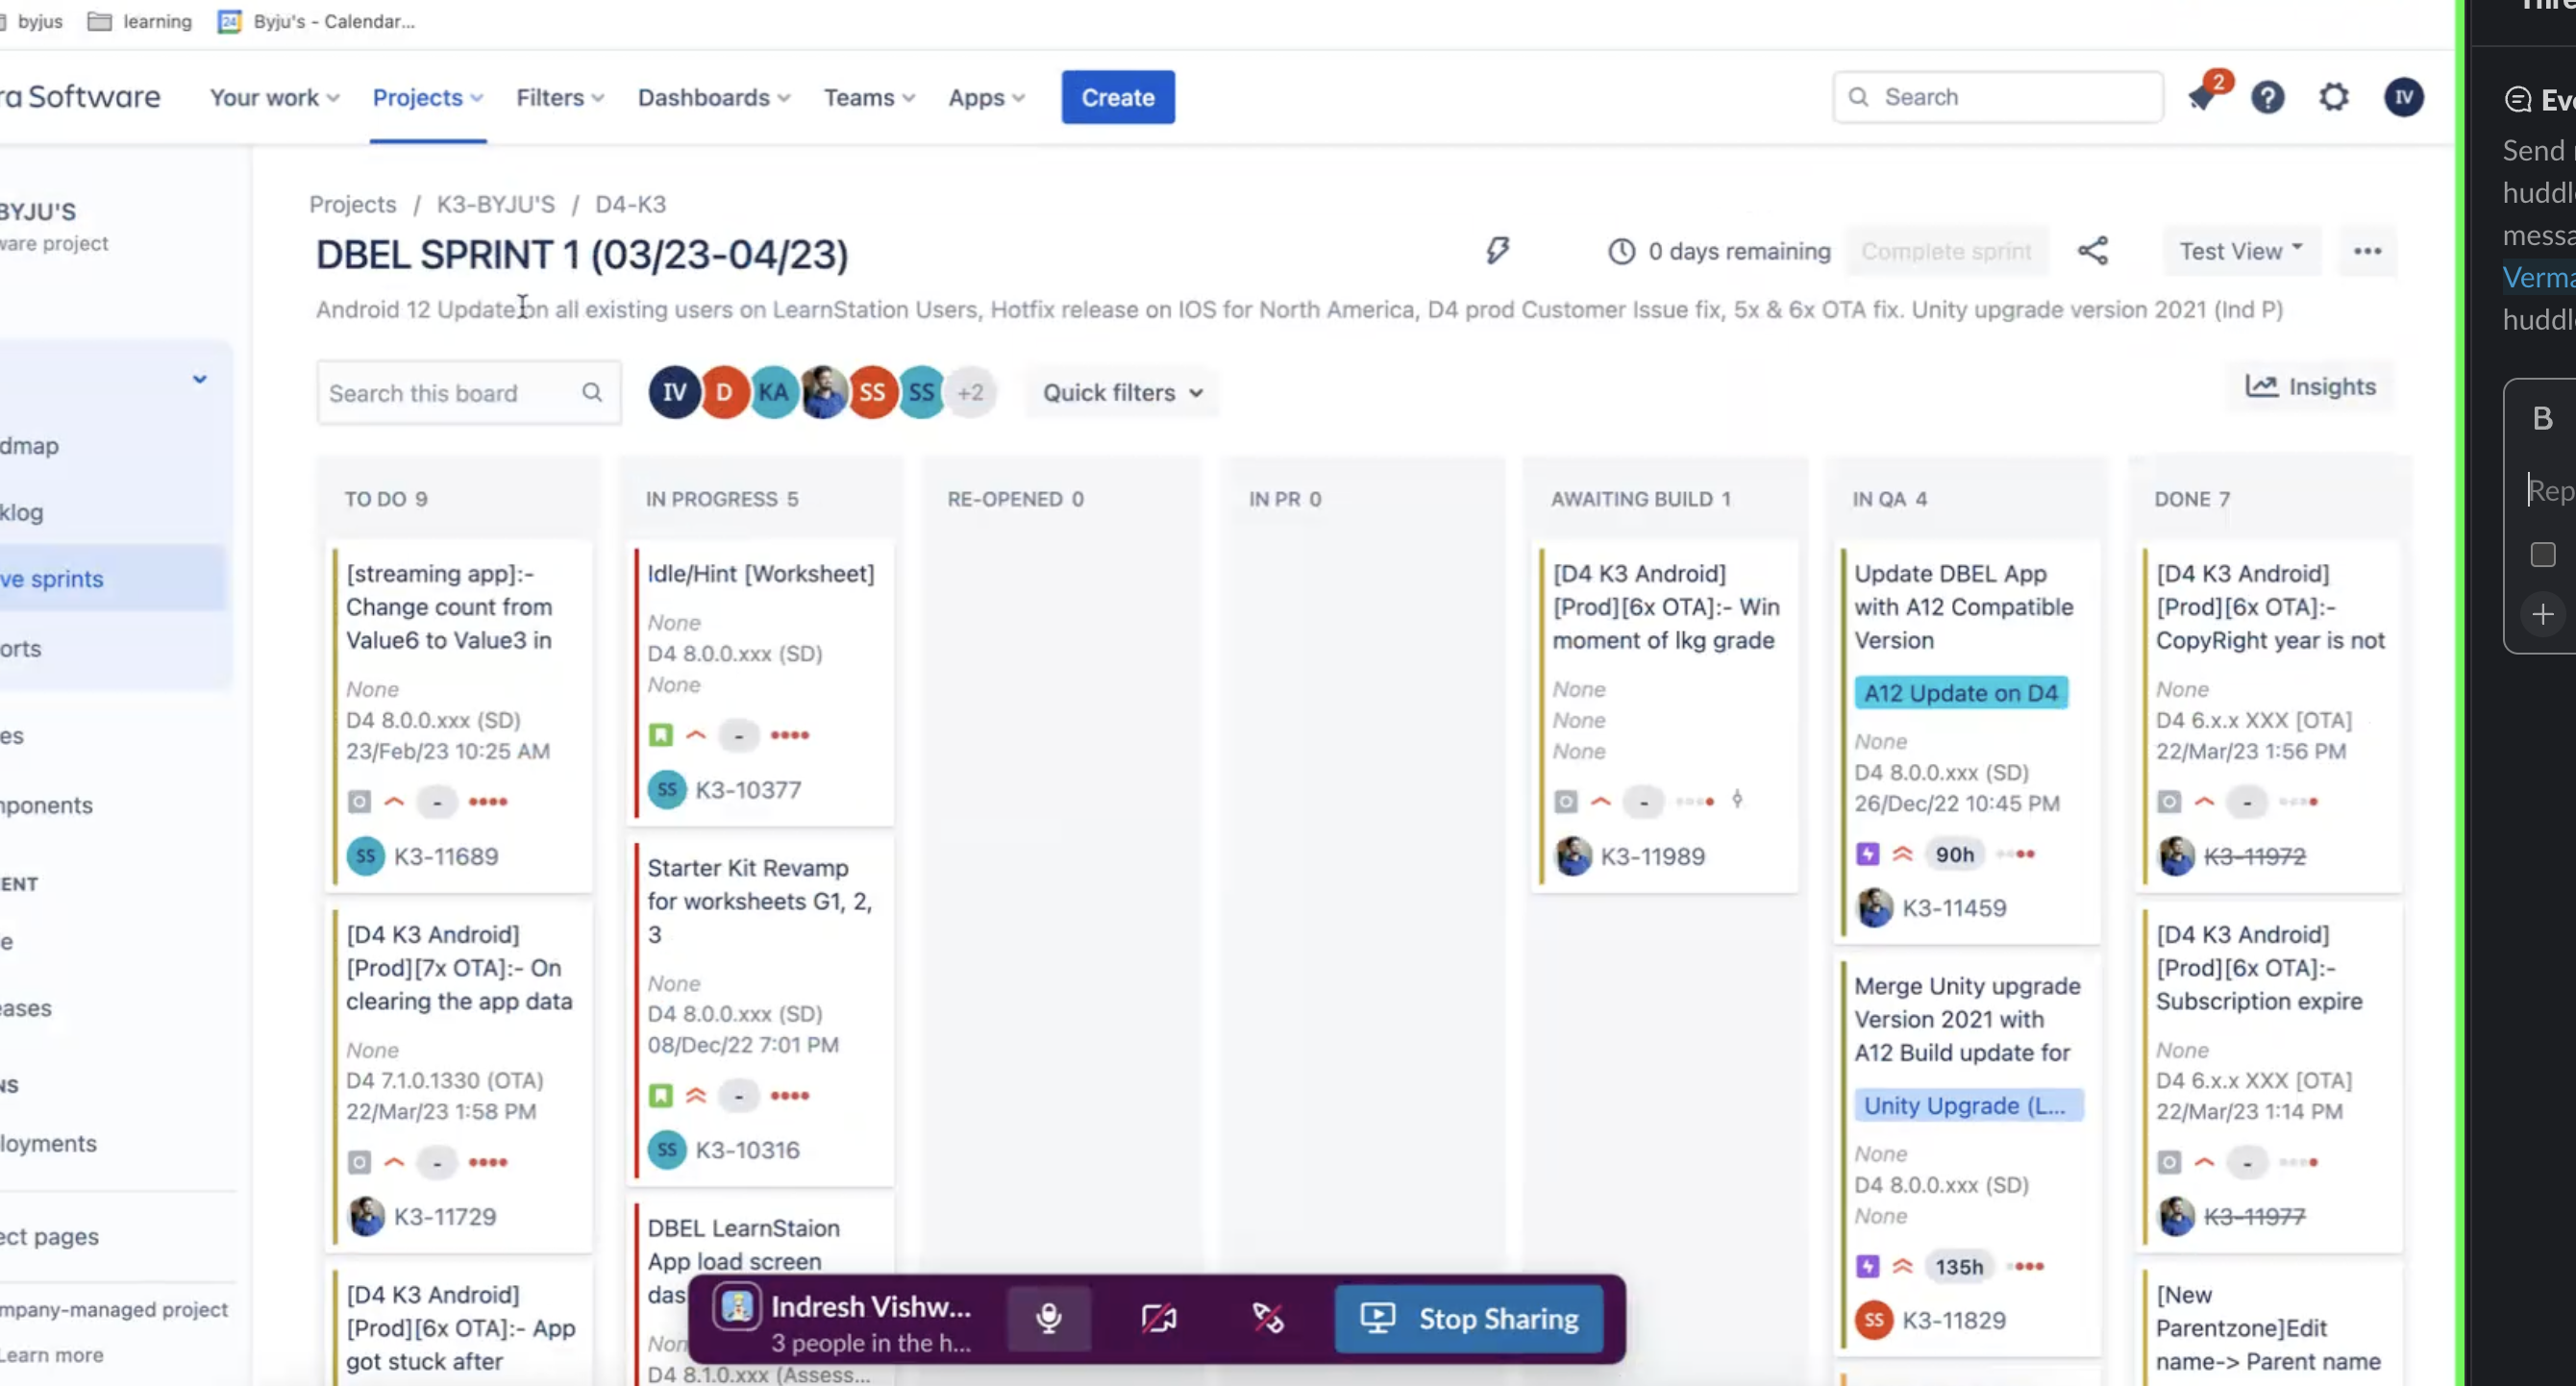 byjus
learning
24
Byju's - Calendar...
ra Software
Your work
Projects
Filters
Dashboards
Teams
Apps
Create
Search
2
IV
BYJU'S
ware project
dmap
klog
ve sprints
orts
es
ponents
ENT
e
eases
NS
loyments
ect pages
mpany-managed project
Learn more
Projects / K3-BYJU'S / D4-K3
DBEL SPRINT 1 (03/23-04/23)
0 days remaining
Complete sprint
Test View
Android 12 Update on all existing users on LearnStation Users, Hotfix release on IOS for North America, D4 prod Customer Issue fix, 5x & 6x OTA fix. Unity upgrade version 2021 (Ind P)
Search this board
IV
D
KA
SS
SS
+2
Quick filters
Insights
TO DO 9
[streaming app]:-
Change count from
Value6 to Value3 in
None
D4 8.0.0.xxx (SD)
23/Feb/23 10:25 AM
-
SS
K3-11689
[D4 K3 Android]
[Prod][7x OTA]:- On
clearing the app data
None
D4 7.1.0.1330 (OTA)
22/Mar/23 1:58 PM
-
K3-11729
[D4 K3 Android]
[Prod][6x OTA]:- App
got stuck after
IN PROGRESS 5
Idle/Hint [Worksheet]
None
D4 8.0.0.xxx (SD)
None
-
SS
K3-10377
Starter Kit Revamp
for worksheets G1, 2,
3
None
D4 8.0.0.xxx (SD)
08/Dec/22 7:01 PM
-
SS
K3-10316
DBEL LearnStaion
App load screen
das
Non
D4 8.1.0.xxx (Assess...
RE-OPENED 0
IN PR 0
AWAITING BUILD 1
[D4 K3 Android]
[Prod][6x OTA]:- Win
moment of lkg grade
None
None
None
-
K3-11989
IN QA 4
Update DBEL App
with A12 Compatible
Version
A12 Update on D4
None
D4 8.0.0.xxx (SD)
26/Dec/22 10:45 PM
90h
K3-11459
Merge Unity upgrade
Version 2021 with
A12 Build update for
Unity Upgrade (L...
None
D4 8.0.0.xxx (SD)
None
135h
SS
K3-11829
DONE 7
[D4 K3 Android]
[Prod][6x OTA]:-
CopyRight year is not
None
D4 6.x.x XXX [OTA]
22/Mar/23 1:56 PM
-
K3-11972
[D4 K3 Android]
[Prod][6x OTA]:-
Subscription expire
None
D4 6.x.x XXX [OTA]
22/Mar/23 1:14 PM
-
K3-11977
[New
Parentzone]Edit
name-> Parent name
Indresh Vishw...
3 people in the h...
Stop Sharing
Thre
Eve
Send
huddl
messa
Verma
huddl
B
Rep